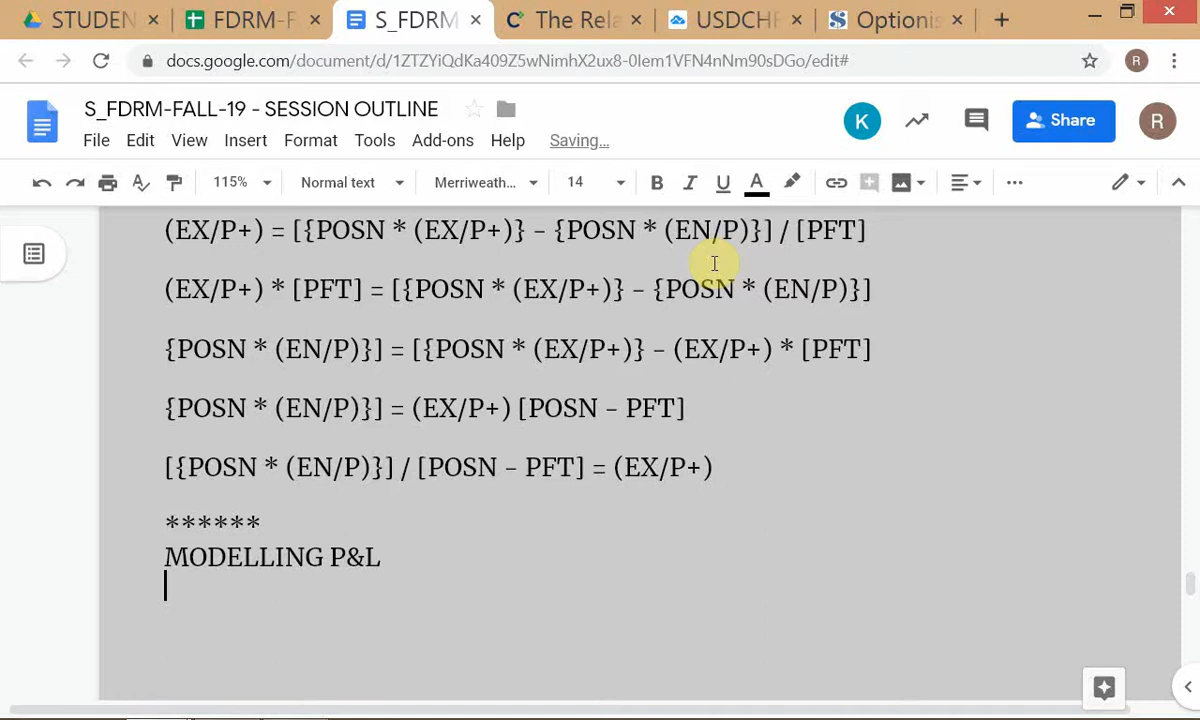 STUDEN
FDRM-F
S_FDRM
The Rela
USDCHF
Optionis
docs.google.com/document/d/1ZTZYiQdKa409Z5wNimhX2ux8-0Iem1VFN4nNm90sDGo/edit#
R
S_FDRM-FALL-19 - SESSION OUTLINE
K
Share
R
File Edit View Insert Format Tools Add-ons Help Saving...
115% Normal text Merriweath... 14
(EX/P+) = [{POSN * (EX/P+)} – {POSN * (EN/P)}] / [PFT]
(EX/P+) * [PFT] = [{POSN * (EX/P+)} – {POSN * (EN/P)}]
{POSN * (EN/P)}] = [{POSN * (EX/P+)} – (EX/P+) * [PFT]
{POSN * (EN/P)}] = (EX/P+) [POSN – PFT]
[{POSN * (EN/P)}] / [POSN – PFT] = (EX/P+)
******
MODELLING P&L